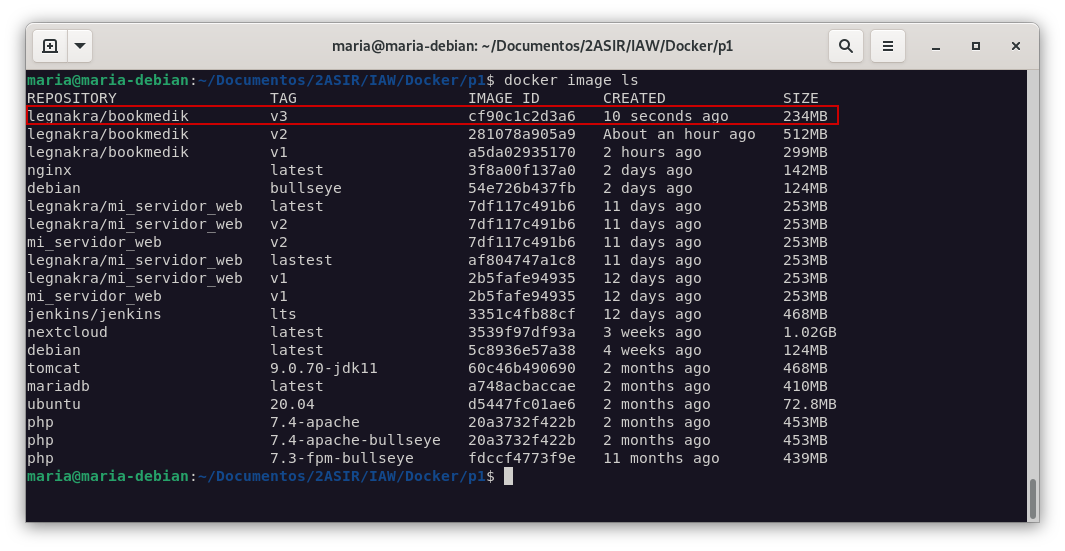 maria@maria-debian: ~/Documentos/2ASIR/IAW/Docker/p1
maria@maria-debian:~/Documentos/2ASIR/IAW/Docker/p1$ docker image ls
REPOSITORY TAG IMAGE ID CREATED SIZE
legnakra/bookmedik v3 cf90c1c2d3a6 10 seconds ago 234MB
legnakra/bookmedik v2 281078a905a9 About an hour ago 512MB
legnakra/bookmedik v1 a5da02935170 2 hours ago 299MB
nginx latest 3f8a00f137a0 2 days ago 142MB
debian bullseye 54e726b437fb 2 days ago 124MB
legnakra/mi_servidor_web latest 7df117c491b6 11 days ago 253MB
legnakra/mi_servidor_web v2 7df117c491b6 11 days ago 253MB
mi_servidor_web v2 7df117c491b6 11 days ago 253MB
legnakra/mi_servidor_web lastest af804747a1c8 11 days ago 253MB
legnakra/mi_servidor_web v1 2b5fafe94935 12 days ago 253MB
mi_servidor_web v1 2b5fafe94935 12 days ago 253MB
jenkins/jenkins lts 3351c4fb88cf 12 days ago 468MB
nextcloud latest 3539f97df93a 3 weeks ago 1.02GB
debian latest 5c8936e57a38 4 weeks ago 124MB
tomcat 9.0.70-jdk11 60c46b490690 2 months ago 468MB
mariadb latest a748acbaccae 2 months ago 410MB
ubuntu 20.04 d5447fc01ae6 2 months ago 72.8MB
php 7.4-apache 20a3732f422b 2 months ago 453MB
php 7.4-apache-bullseye 20a3732f422b 2 months ago 453MB
php 7.3-fpm-bullseye fdccf4773f9e 11 months ago 439MB
maria@maria-debian:~/Documentos/2ASIR/IAW/Docker/p1$